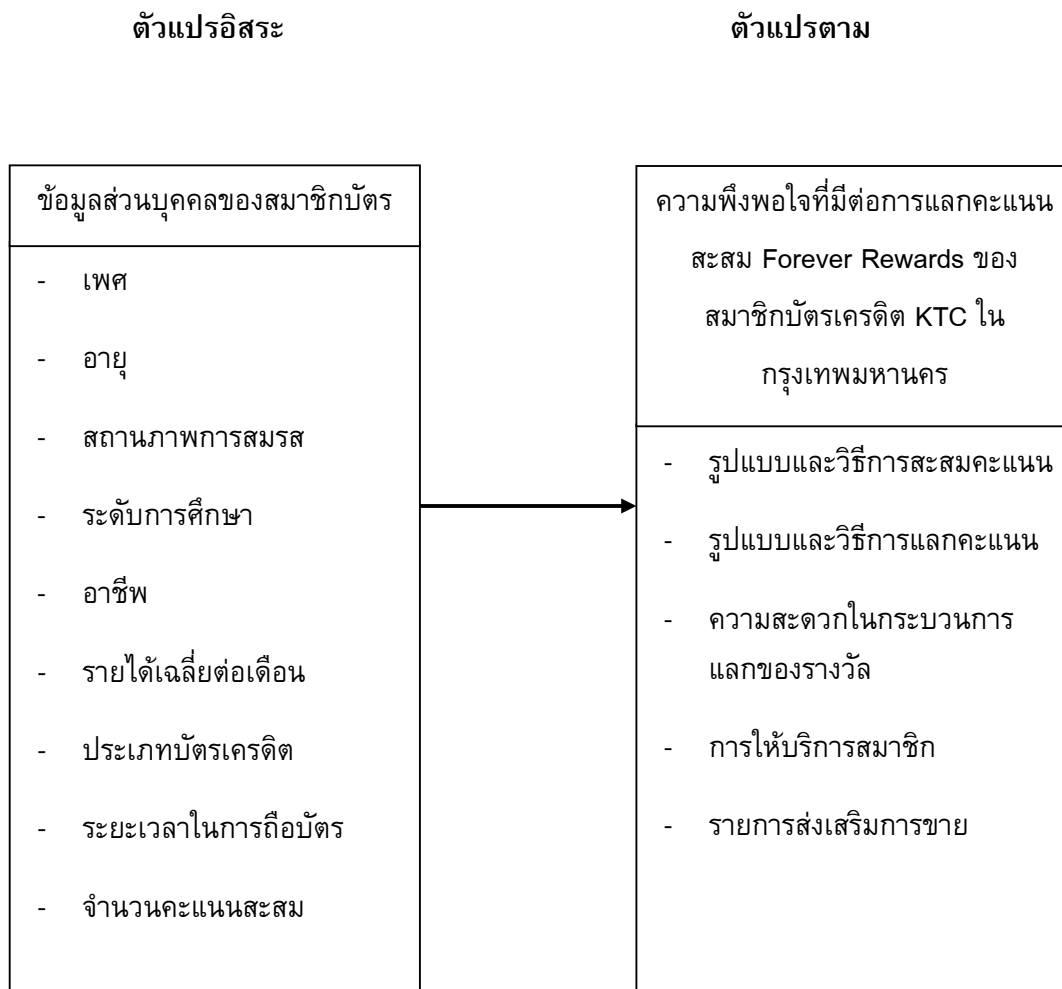 ตัวแปรอิสระ
ตัวแปรตาม
ข้อมูลส่วนบุคคลของสมาชิกบัตร
- เพศ
- อายุ
- สถานภาพการสมรส
- ระดับการศึกษา
- อาชีพ
- รายได้เฉลี่ยต่อเดือน
- ประเภทบัตรเครดิต
- ระยะเวลาในการถือบัตร
- จำนวนคะแนนสะสม
ความพึงพอใจที่มีต่อการแลกคะแนน
สะสม Forever Rewards ของ
สมาชิกบัตรเครดิต KTC ใน
กรุงเทพมหานคร
- รูปแบบและวิธีการสะสมคะแนน
- รูปแบบและวิธีการแลกคะแนน
- ความสะดวกในกระบวนการ
แลกของรางวัล
- การให้บริการสมาชิก
- รายการส่งเสริมการขาย